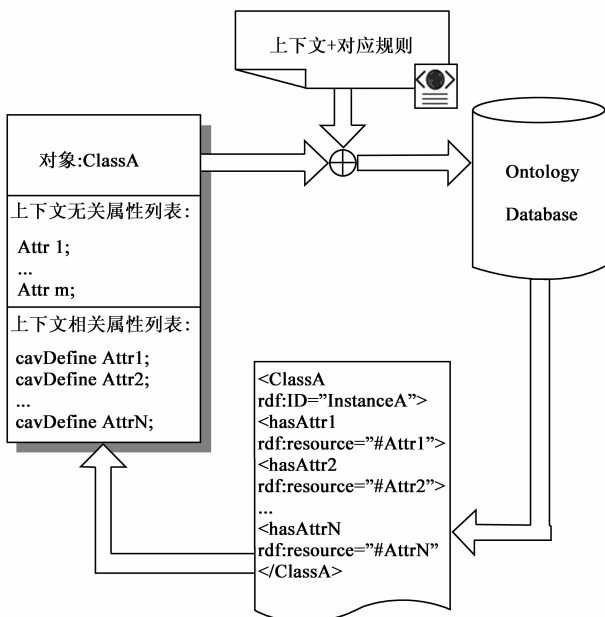 上下文+对应规则
对象:ClassA
上下文无关属性列表:
Attr 1;
...
Attr m;
上下文相关属性列表:
cavDefine Attr1;
cavDefine Attr2;
...
cavDefine AttrN;
Ontology
Database
<ClassA
rdf:ID=”InstanceA”>
<hasAttr1
rdf:resource=”#Attr1”>
<hasAttr2
rdf:resource=”#Attr2”>
...
<hasAttrN
rdf:resource=”#AttrN”
</ClassA>